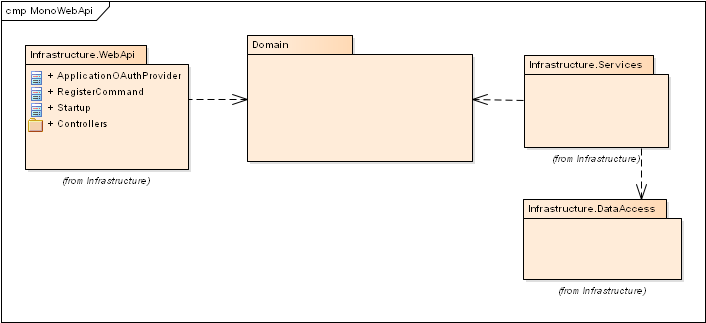 cmp MonoWebApi
Infrastructure.WebApi
+ ApplicationOAuthProvider
+ RegisterCommand
+ Startup
+ Controllers
(from Infrastructure)
Domain
Infrastructure.Services
(from Infrastructure)
Infrastructure.DataAccess
(from Infrastructure)